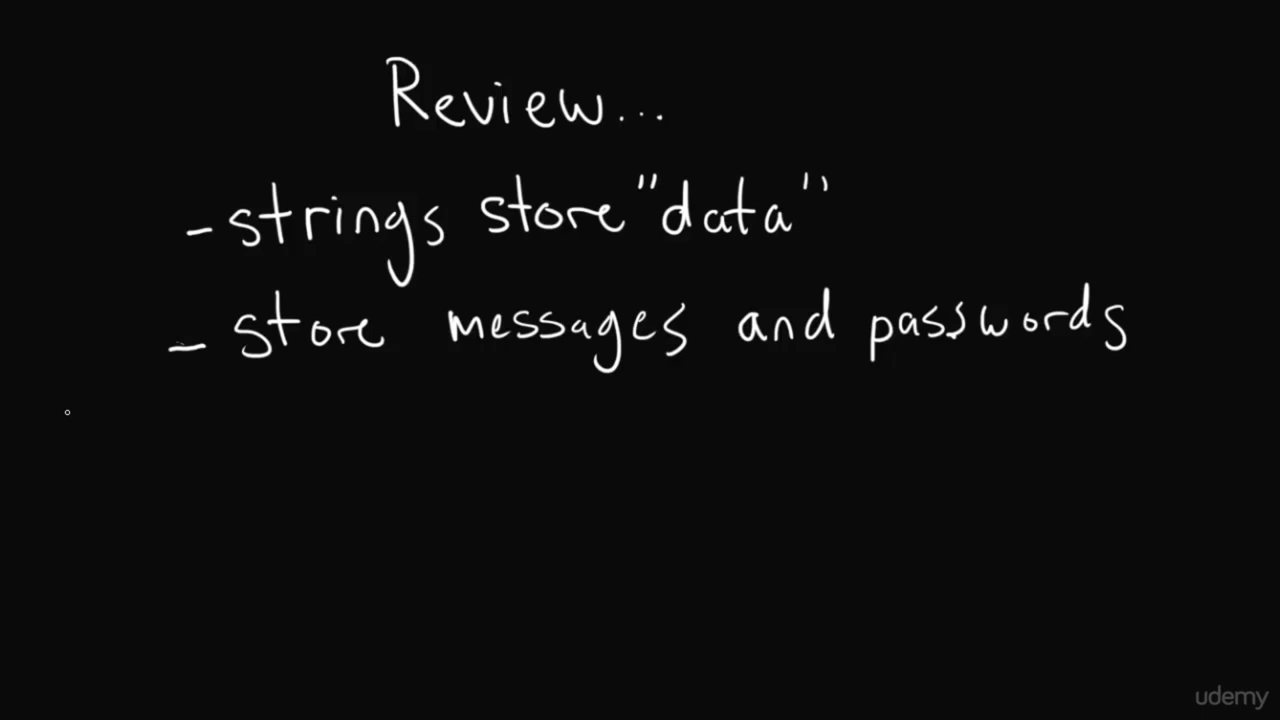 Review...
- strings store "data"
- store messages and passwords
udemy